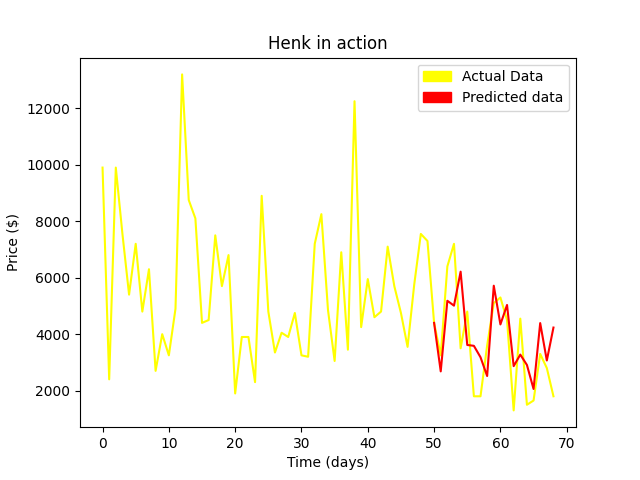 Henk in action
Actual Data
Predicted data
12000
10000
8000
6000
4000
2000
Price ($)
0 10 20 30 40 50 60 70
Time (days)